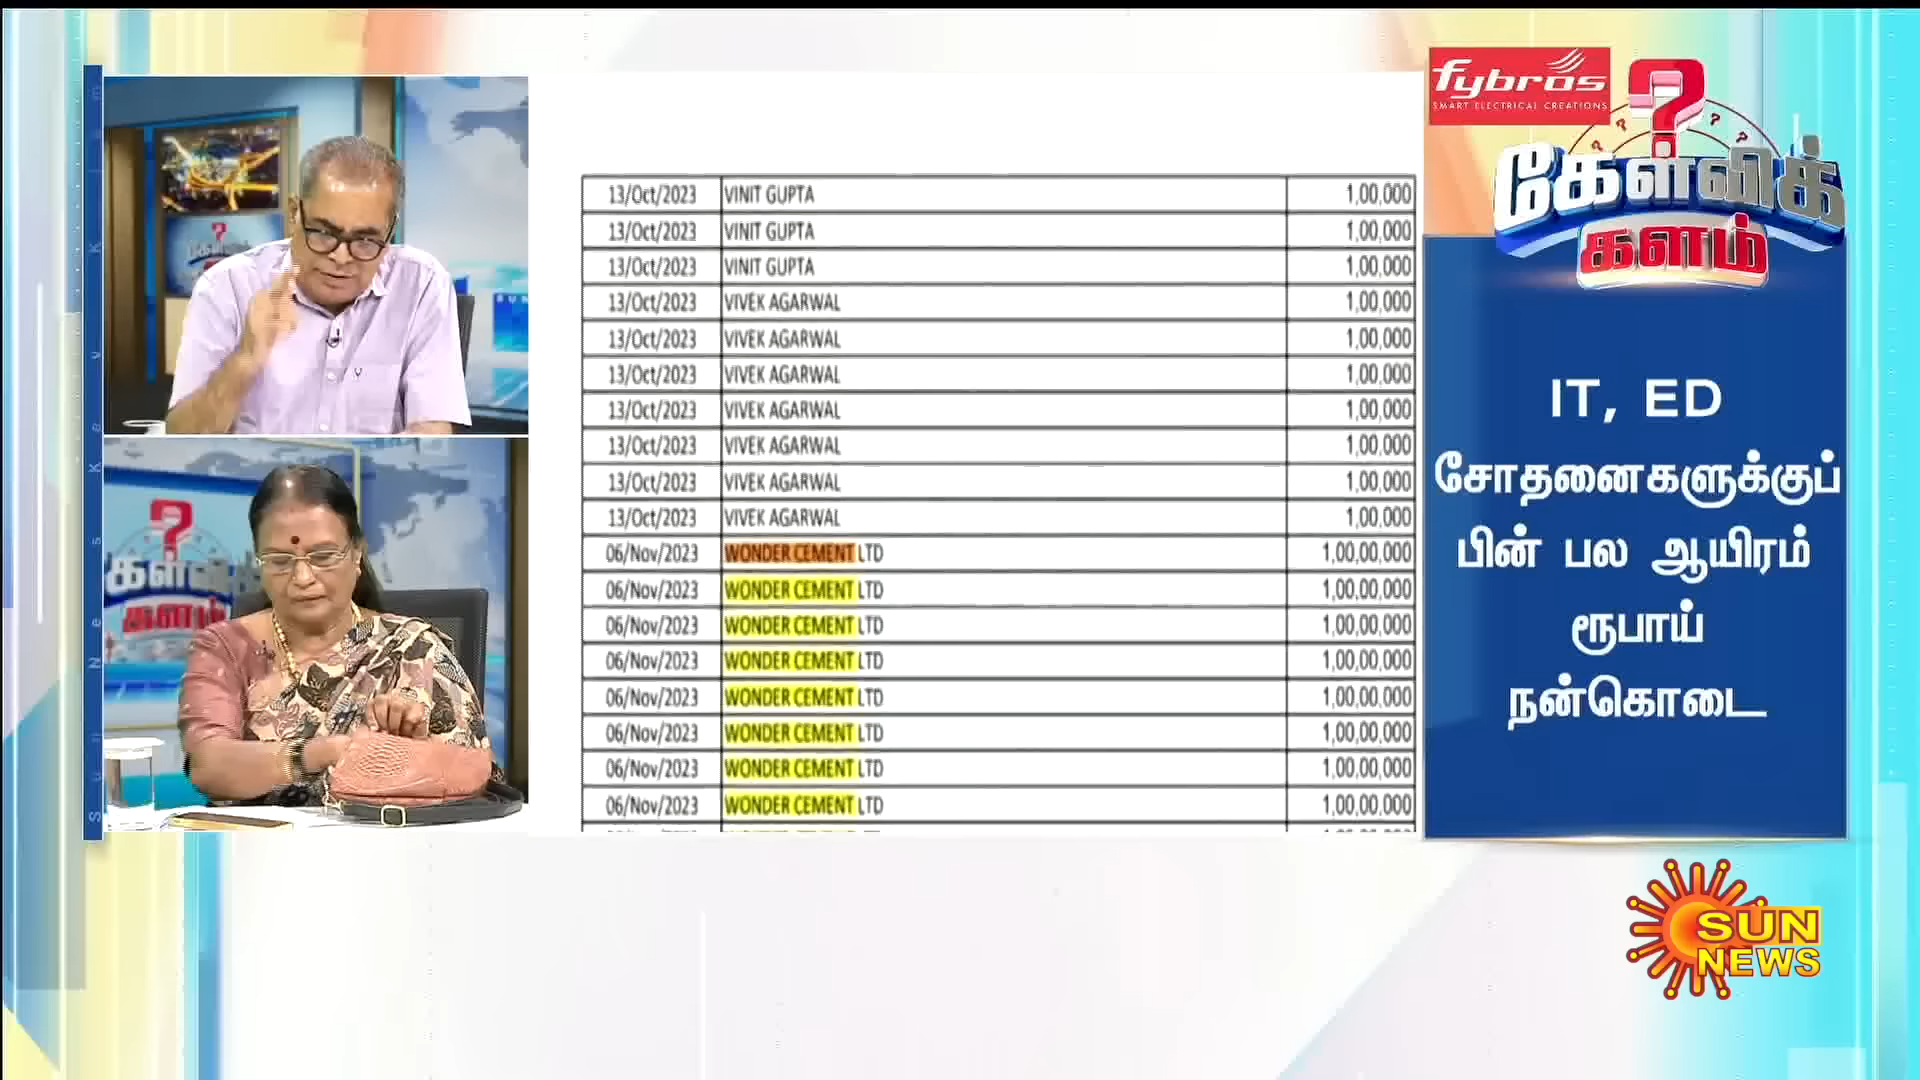 fybros
SMART ELECTRICAL CREATIONS
?
கேள்விக்
களம்
13/Oct/2023 VINIT GUPTA 1,00,000
13/Oct/2023 VINIT GUPTA 1,00,000
13/Oct/2023 VINIT GUPTA 1,00,000
13/Oct/2023 VIVEK AGARWAL 1,00,000
13/Oct/2023 VIVEK AGARWAL 1,00,000
13/Oct/2023 VIVEK AGARWAL 1,00,000
13/Oct/2023 VIVEK AGARWAL 1,00,000
13/Oct/2023 VIVEK AGARWAL 1,00,000
13/Oct/2023 VIVEK AGARWAL 1,00,000
13/Oct/2023 VIVEK AGARWAL 1,00,000
06/Nov/2023 WONDER CEMENT LTD 1,00,00,000
06/Nov/2023 WONDER CEMENT LTD 1,00,00,000
06/Nov/2023 WONDER CEMENT LTD 1,00,00,000
06/Nov/2023 WONDER CEMENT LTD 1,00,00,000
06/Nov/2023 WONDER CEMENT LTD 1,00,00,000
06/Nov/2023 WONDER CEMENT LTD 1,00,00,000
06/Nov/2023 WONDER CEMENT LTD 1,00,00,000
06/Nov/2023 WONDER CEMENT LTD 1,00,00,000
IT, ED
சோதனைகளுக்குப்
பின் பல ஆயிரம்
ரூபாய்
நன்கொடை
SUN
NEWS